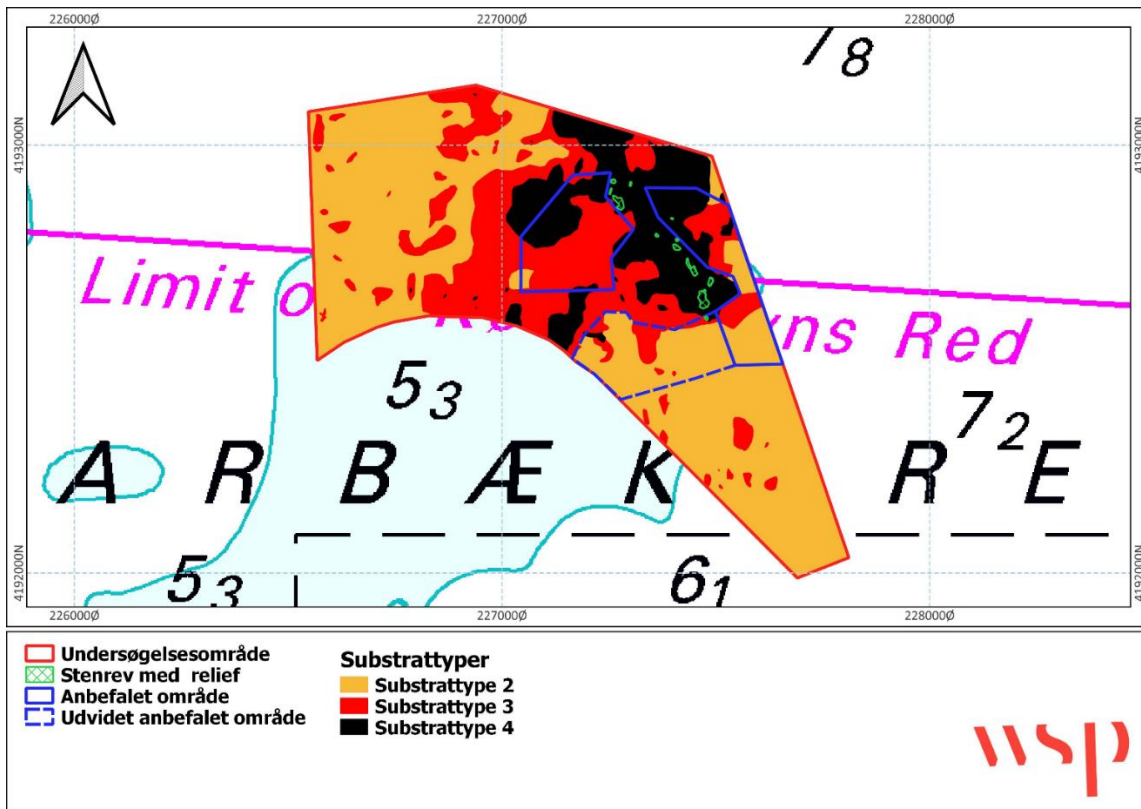 226000Ø 227000Ø 228000Ø
7 8
4193000N 4193000N
Limit o wns Red
5 3
7 2
A R B Æ K R E
5 3
6 1
4192000N 4192000N
226000Ø 227000Ø 228000Ø
Undersøgelsesområde
Stenrev med relief
Anbefalet område
Udvidet anbefalet område
Substrattyper
Substrattype 2
Substrattype 3
Substrattype 4
wsp